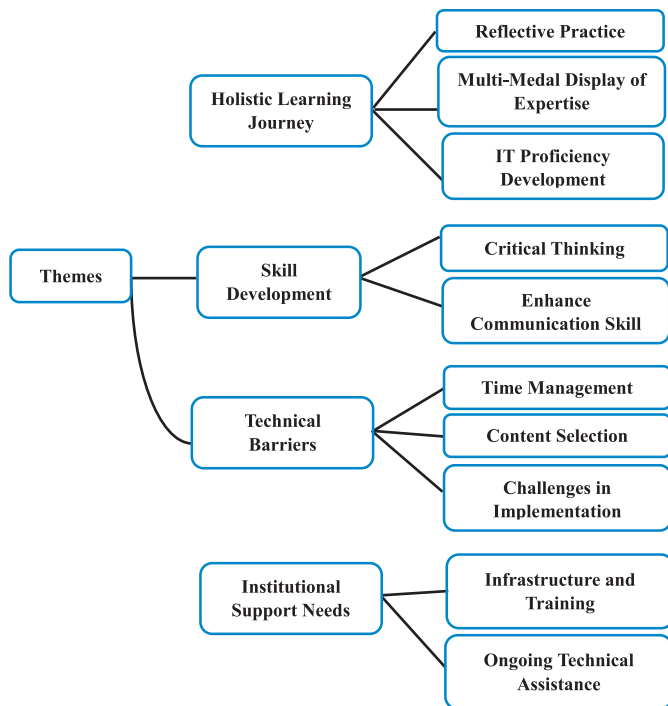 Reflective Practice
Holistic Learning
Journey
Multi-Medal Display of
Expertise
IT Proficiency
Development
Themes
Skill
Development
Critical Thinking
Enhance
Communication Skill
Technical
Barriers
Time Management
Content Selection
Challenges in
Implementation
Institutional
Support Needs
Infrastructure and
Training
Ongoing Technical
Assistance